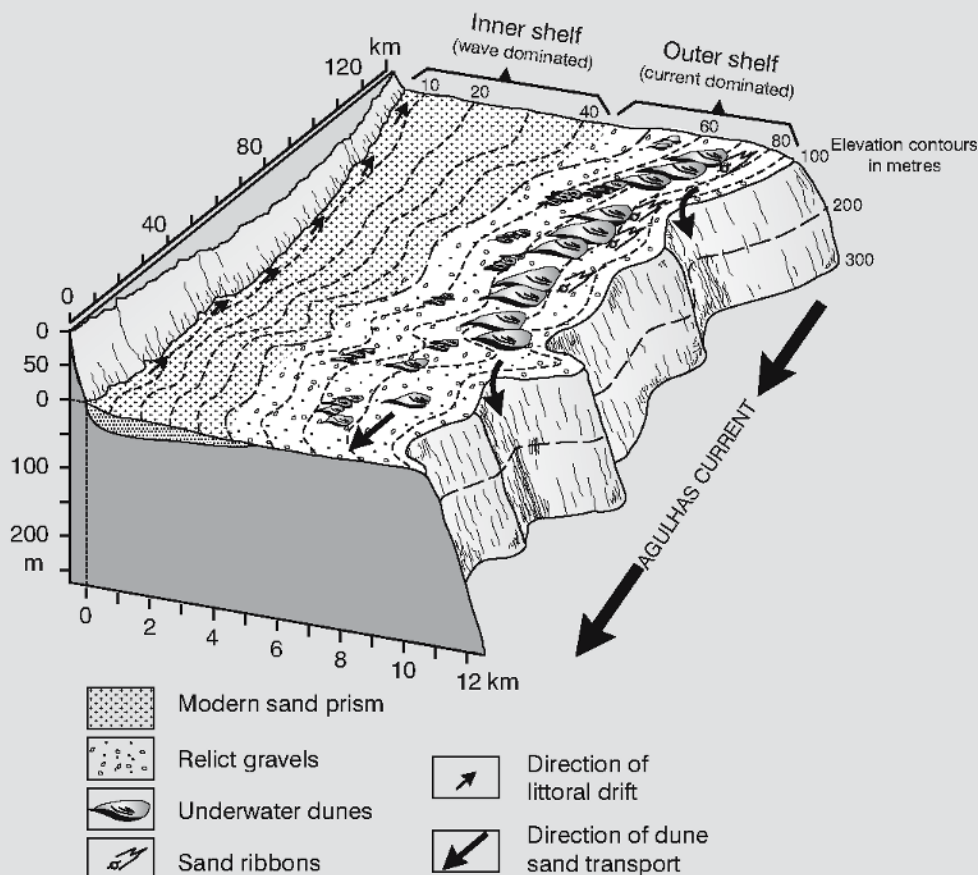 Inner shelf
(wave dominated)
Outer shelf
(current dominated)
km
120
80
40
0
10
20
40
60
80
100
Elevation contours
in metres
200
300
0
50
0
100
200
m
0
2
4
6
8
10
12 km
AGULHAS CURRENT
Modern sand prism
Relict gravels
Underwater dunes
Sand ribbons
Direction of
littoral drift
Direction of dune
sand transport